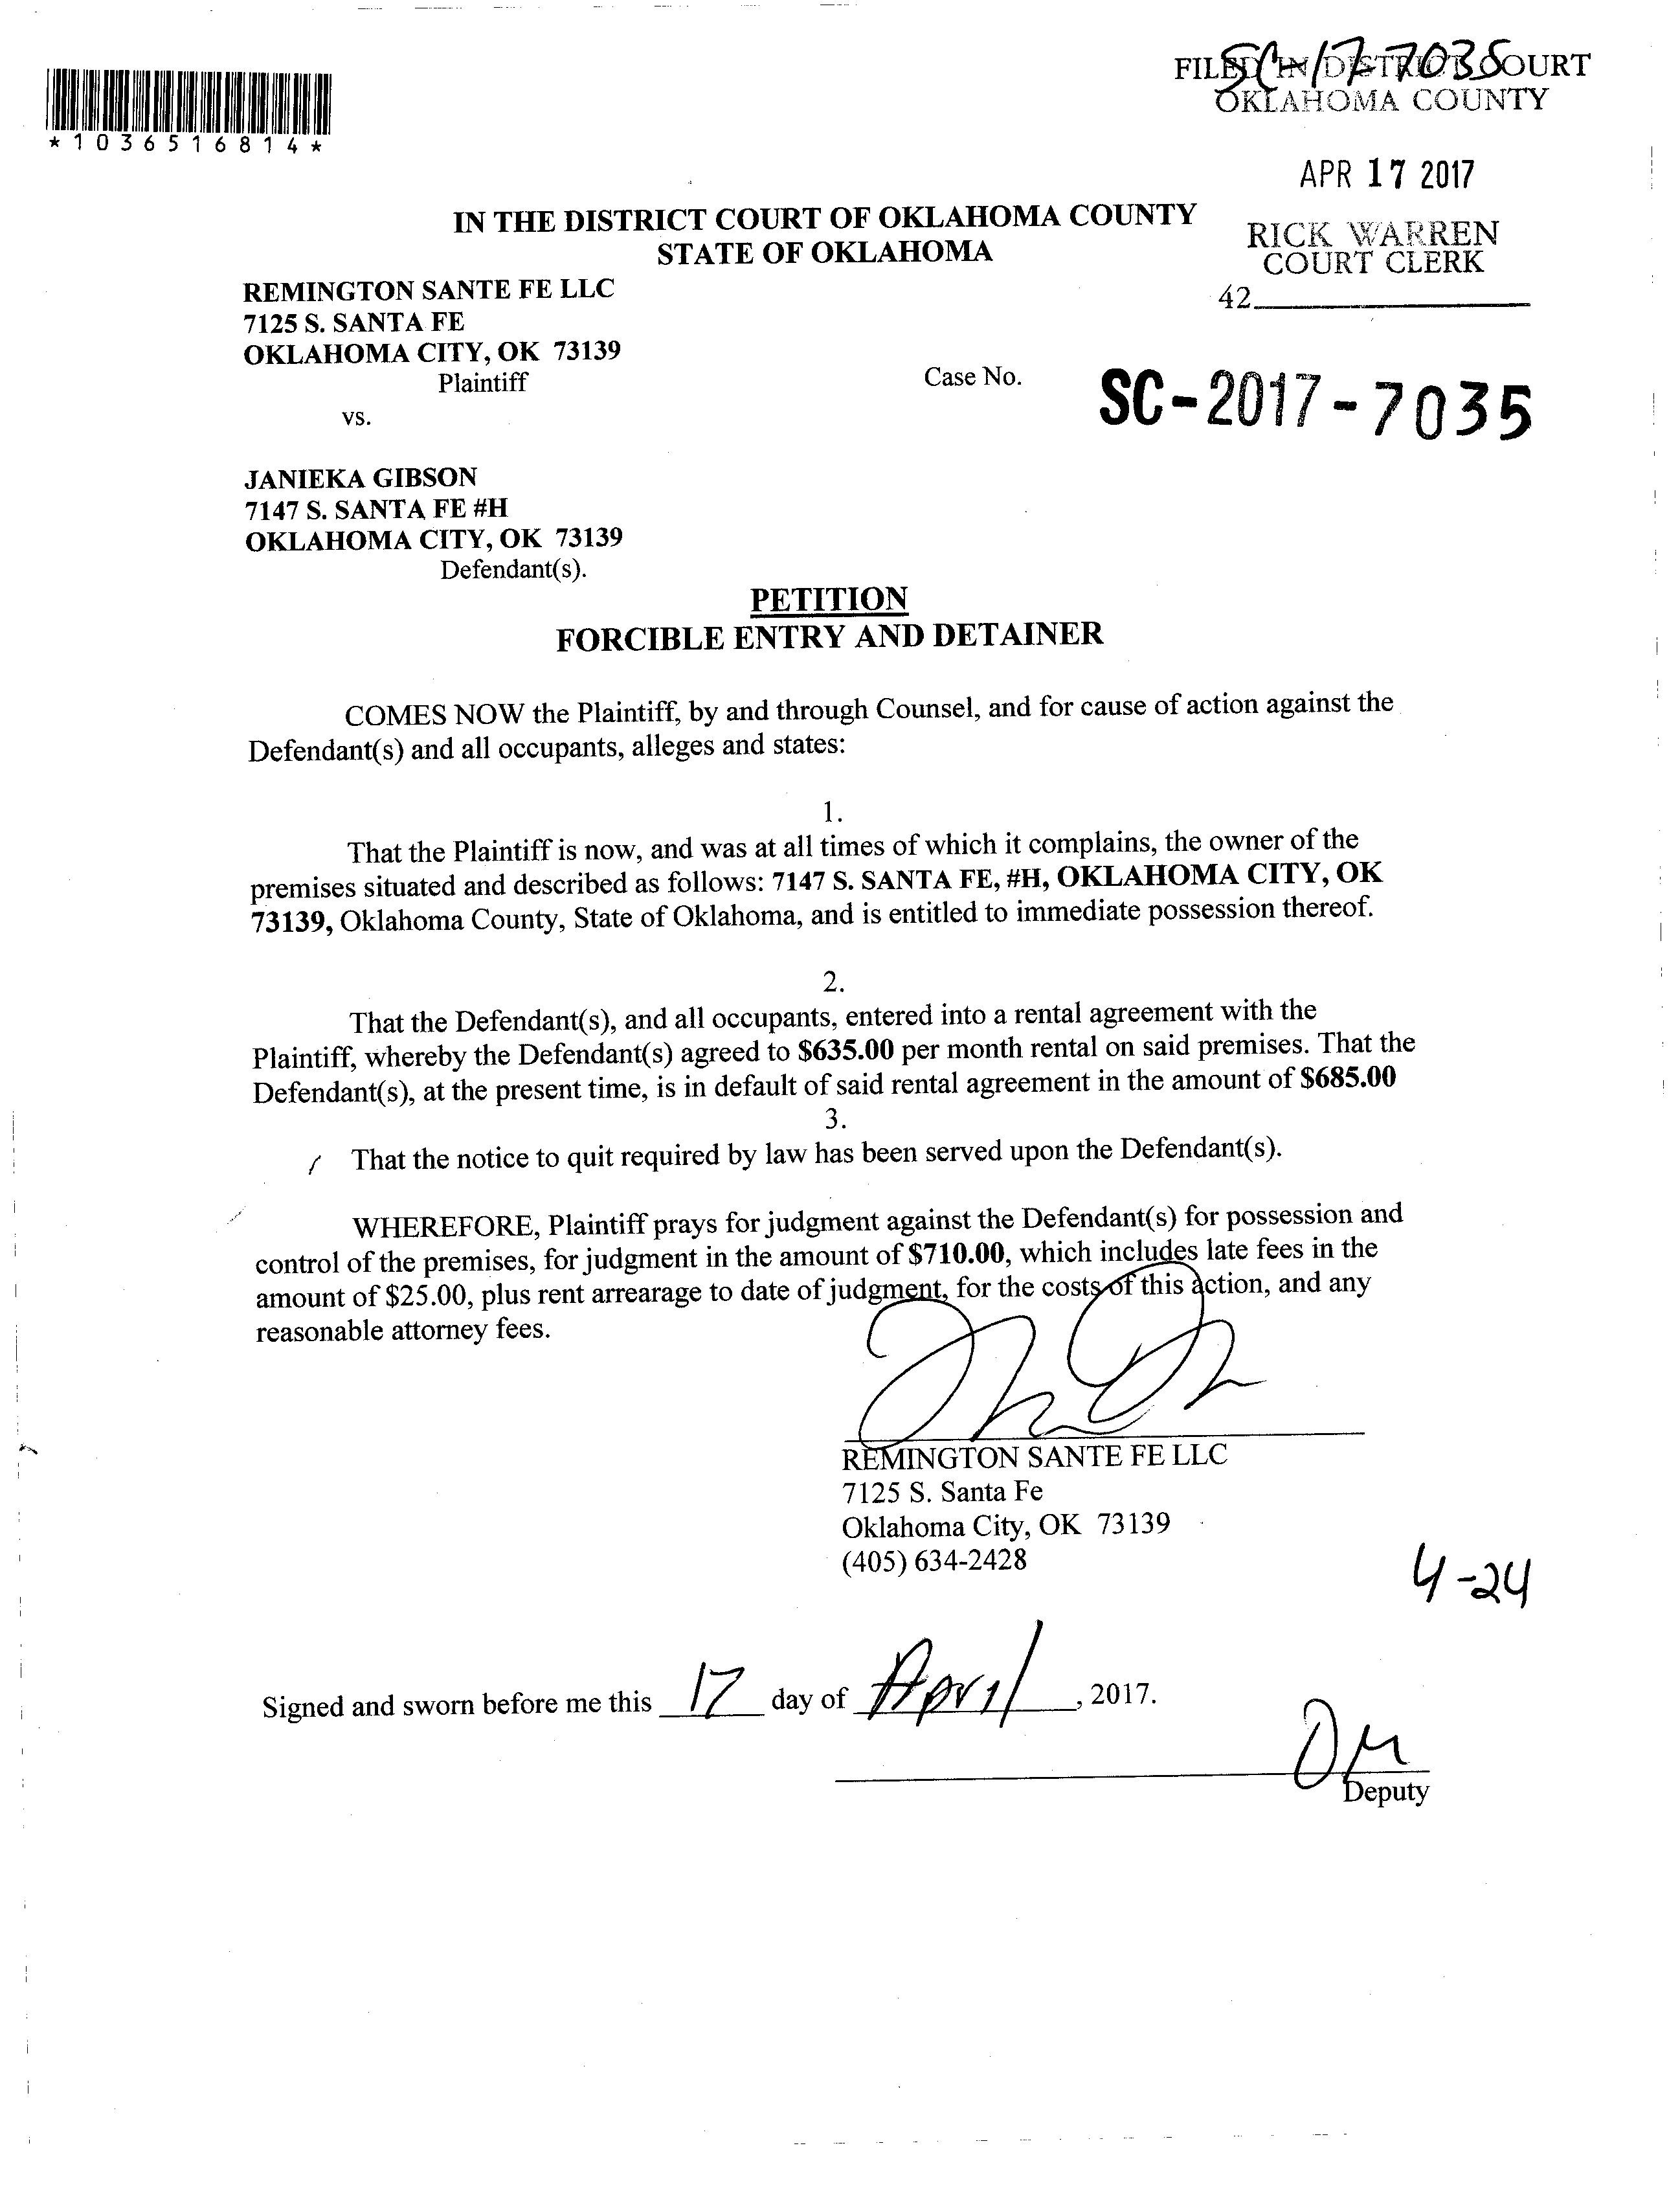 SC-17-7035
FILED IN DISTRICT COURT
OKLAHOMA COUNTY
*1036516814*
APR 17 2017
IN THE DISTRICT COURT OF OKLAHOMA COUNTY
STATE OF OKLAHOMA
RICK WARREN
COURT CLERK
42
REMINGTON SANTE FE LLC
7125 S. SANTA FE
OKLAHOMA CITY, OK 73139
Plaintiff
Case No. SC-2017-7035
vs.
JANIEKA GIBSON
7147 S. SANTA FE #H
OKLAHOMA CITY, OK 73139
Defendant(s).
PETITION
FORCIBLE ENTRY AND DETAINER
COMES NOW the Plaintiff, by and through Counsel, and for cause of action against the
Defendant(s) and all occupants, alleges and states:
1.
That the Plaintiff is now, and was at all times of which it complains, the owner of the
premises situated and described as follows: 7147 S. SANTA FE, #H, OKLAHOMA CITY, OK
73139, Oklahoma County, State of Oklahoma, and is entitled to immediate possession thereof.
2.
That the Defendant(s), and all occupants, entered into a rental agreement with the
Plaintiff, whereby the Defendant(s) agreed to $635.00 per month rental on said premises. That the
Defendant(s), at the present time, is in default of said rental agreement in the amount of $685.00
3.
That the notice to quit required by law has been served upon the Defendant(s).
WHEREFORE, Plaintiff prays for judgment against the Defendant(s) for possession and
control of the premises, for judgment in the amount of $710.00, which includes late fees in the
amount of $25.00, plus rent arrearage to date of judgment, for the costs of this action, and any
reasonable attorney fees.
REMINGTON SANTE FE LLC
7125 S. Santa Fe
Oklahoma City, OK 73139
(405) 634-2428
4-24
Signed and sworn before me this 17 day of April, 2017.
DM
Deputy